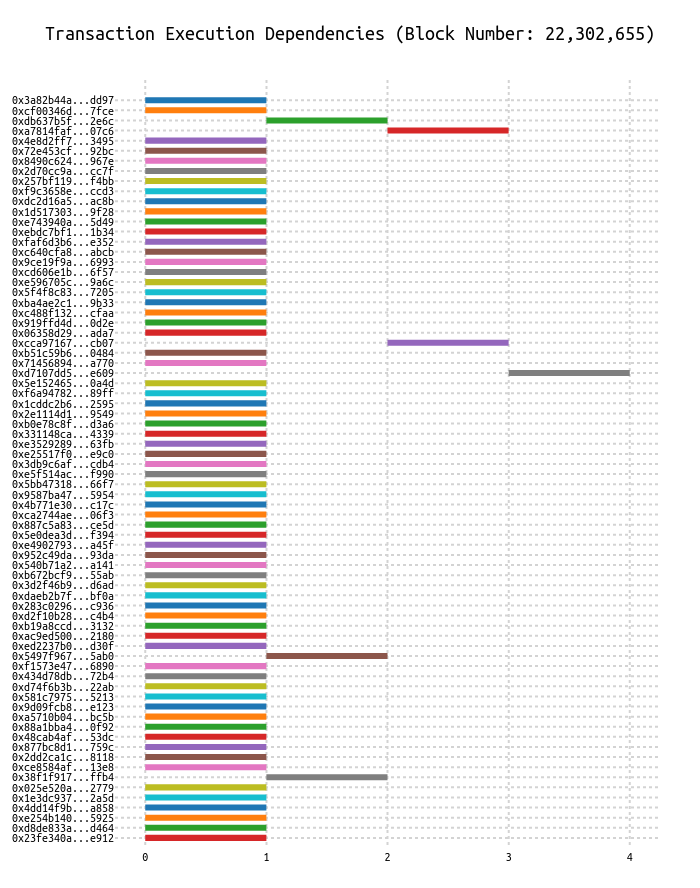 Transaction Execution Dependencies (Block Number: 22,302,655)
0x3a82b44a...dd97
0xcf00346d...7fce
0xdb637b5f...2e6c
0xa7814faf...07c6
0x4e8d2ff7...3495
0x72e453cf...92bc
0x8490c624...967e
0x2d70cc9a...cc7f
0x257bf119...f4bb
0xf9c3658e...ccd3
0xdc2d16a5...ac8b
0x1d517303...9f28
0xe743940a...5d49
0xebdc7bf1...1b34
0xfaf6d3b6...e352
0xc640cfa8...abcb
0x9ce19f9a...6993
0xcd606e1b...6f57
0xe596705c...9a6c
0x5f4f8c83...7205
0xba4ae2c1...9b33
0xc488f132...cfaa
0x919ffd4d...0d2e
0x06358d29...ada7
0xcca97167...cb07
0xb51c59b6...0484
0x71456894...a770
0xd7107dd5...e609
0x5e152465...0a4d
0xf6a94782...89ff
0x1cddc2b6...2595
0x2e1114d1...9549
0xb0e78c8f...d3a6
0x331148ca...4339
0xe3529289...63fb
0xe25517f0...e9c0
0x3db9c6af...cdb4
0xe5f514ac...f990
0x5bb47318...66f7
0x9587ba47...5954
0x4b771e30...c17c
0xca2744ae...06f3
0x887c5a83...ce5d
0x5e0dea3d...f394
0xe4902793...a45f
0x952c49da...93da
0x540b71a2...a141
0xb672bcf9...55ab
0x3d2f46b9...d6ad
0xdaeb2b7f...bf0a
0x283c0296...c936
0xd2f10b28...c4b4
0xb19a8ccd...3132
0xac9ed500...2180
0xed2237b0...d30f
0x5497f967...5ab0
0xf1573e47...6890
0x434d78db...72b4
0xd74f6b3b...22ab
0x581c7975...5213
0x9d09fcb8...e123
0xa5710b04...bc5b
0x88a1bba4...0f92
0x48cab4af...53dc
0x877bc8d1...759c
0x2dd2ca1c...8118
0xce8584af...13e8
0x38f1f917...ffb4
0x025e520a...2779
0x1e3dc937...2a5d
0x4dd14f9b...a858
0xe254b140...5925
0xd8de833a...d464
0x23fe340a...e912
0 1 2 3 4